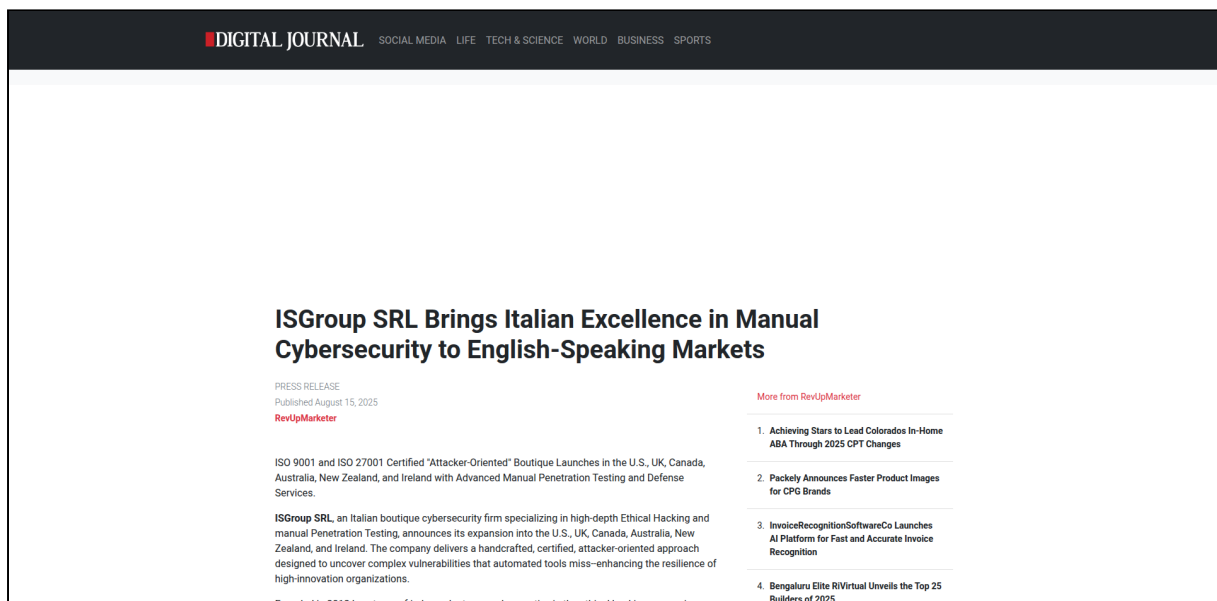 DIGITAL JOURNAL SOCIAL MEDIA LIFE TECH & SCIENCE WORLD BUSINESS SPORTS
ISGroup SRL Brings Italian Excellence in Manual
Cybersecurity to English-Speaking Markets
PRESS RELEASE
Published August 15, 2025
RevUpMarketer
ISO 9001 and ISO 27001 Certified "Attacker-Oriented" Boutique Launches in the U.S., UK, Canada,
Australia, New Zealand, and Ireland with Advanced Manual Penetration Testing and Defense
Services.
ISGroup SRL, an Italian boutique cybersecurity firm specializing in high-depth Ethical Hacking and
manual Penetration Testing, announces its expansion into the U.S., UK, Canada, Australia, New
Zealand, and Ireland. The company delivers a handcrafted, certified, attacker-oriented approach
designed to uncover complex vulnerabilities that automated tools miss–enhancing the resilience of
high-innovation organizations.
More from RevUpMarketer
1. Achieving Stars to Lead Colorados In-Home
ABA Through 2025 CPT Changes
2. Packely Announces Faster Product Images
for CPG Brands
3. InvoiceRecognitionSoftwareCo Launches
AI Platform for Fast and Accurate Invoice
Recognition
4. Bengaluru Elite RiVirtual Unveils the Top 25
Builders of 2025